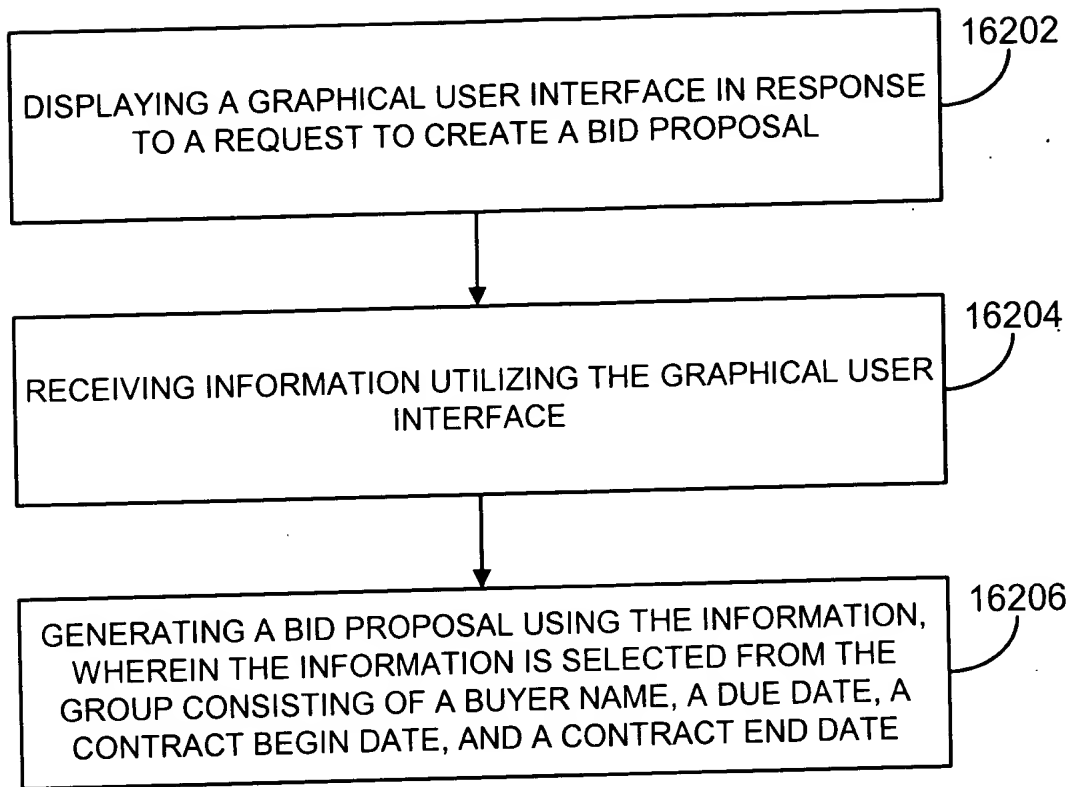 16202
DISPLAYING A GRAPHICAL USER INTERFACE IN RESPONSE
TO A REQUEST TO CREATE A BID PROPOSAL
16204
RECEIVING INFORMATION UTILIZING THE GRAPHICAL USER
INTERFACE
16206
GENERATING A BID PROPOSAL USING THE INFORMATION,
WHEREIN THE INFORMATION IS SELECTED FROM THE
GROUP CONSISTING OF A BUYER NAME, A DUE DATE, A
CONTRACT BEGIN DATE, AND A CONTRACT END DATE